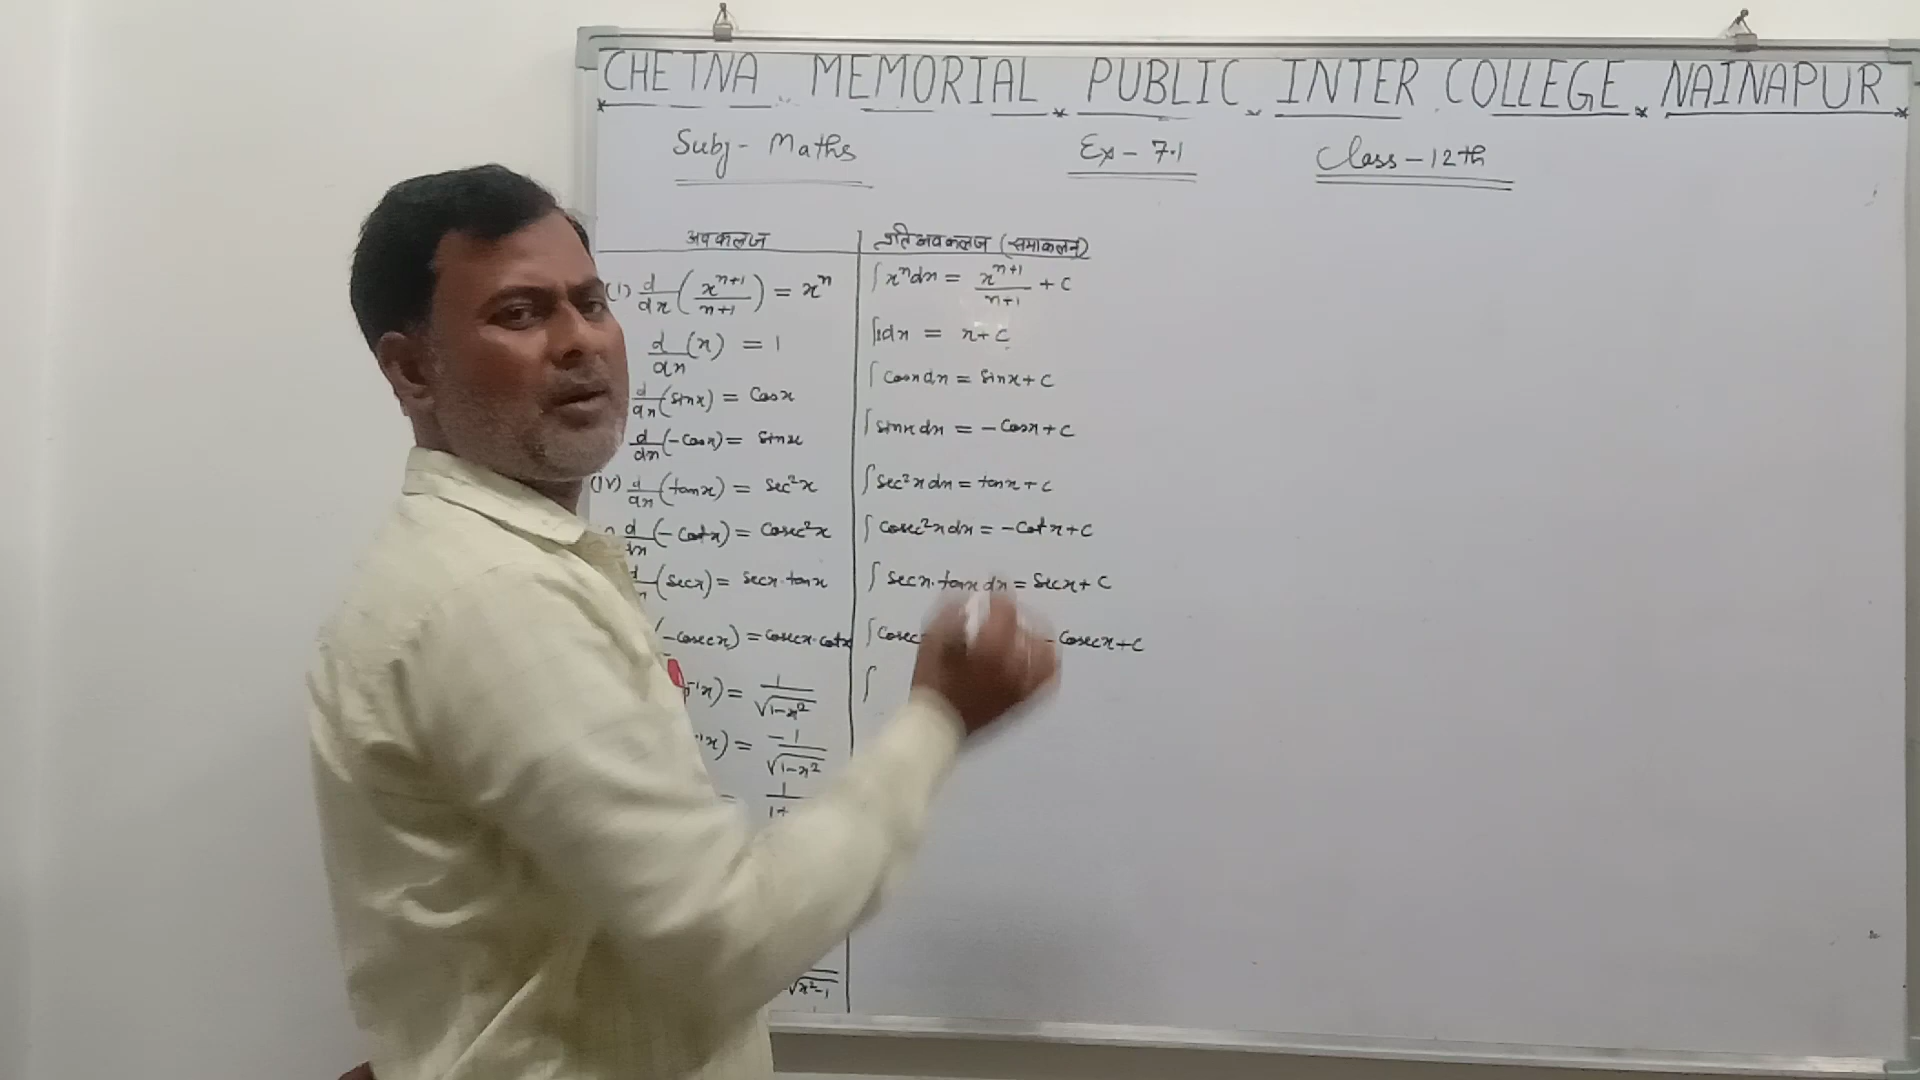 CHETNA MEMORIAL PUBLIC INTER COLLEGE NAINAPUR
Subj - Maths Ex - 7.1 Class - 12th
अवकलज प्रतिअवकलज (समाकलन)
(i) d/dx (x^(n+1)/(n+1)) = x^n ∫x^n dx = x^(n+1)/(n+1) + C
d/dx (x) = 1 ∫1dx = x + C
d/dx (sinx) = Cosx ∫Cosx dx = Sinx + C
d/dx (-Cosx) = Sinx ∫sinx dx = -Cosx + C
(iv) d/dx (tanx) = Sec²x ∫Sec²x dx = tanx + C
d/dx (-Cotx) = Cosec²x ∫Cosec²x dx = -Cotx + C
(Secx) = Secx·tanx ∫Secx·tanx dx = Secx + C
(-Cosecx) = Cosecx·Cotx ∫Cosec - Cosecx + C
⁻¹x) = 1/√(1-x²) ∫
⁻¹x) = -1/√(1-x²)
= 1/1+
√(x²-1)